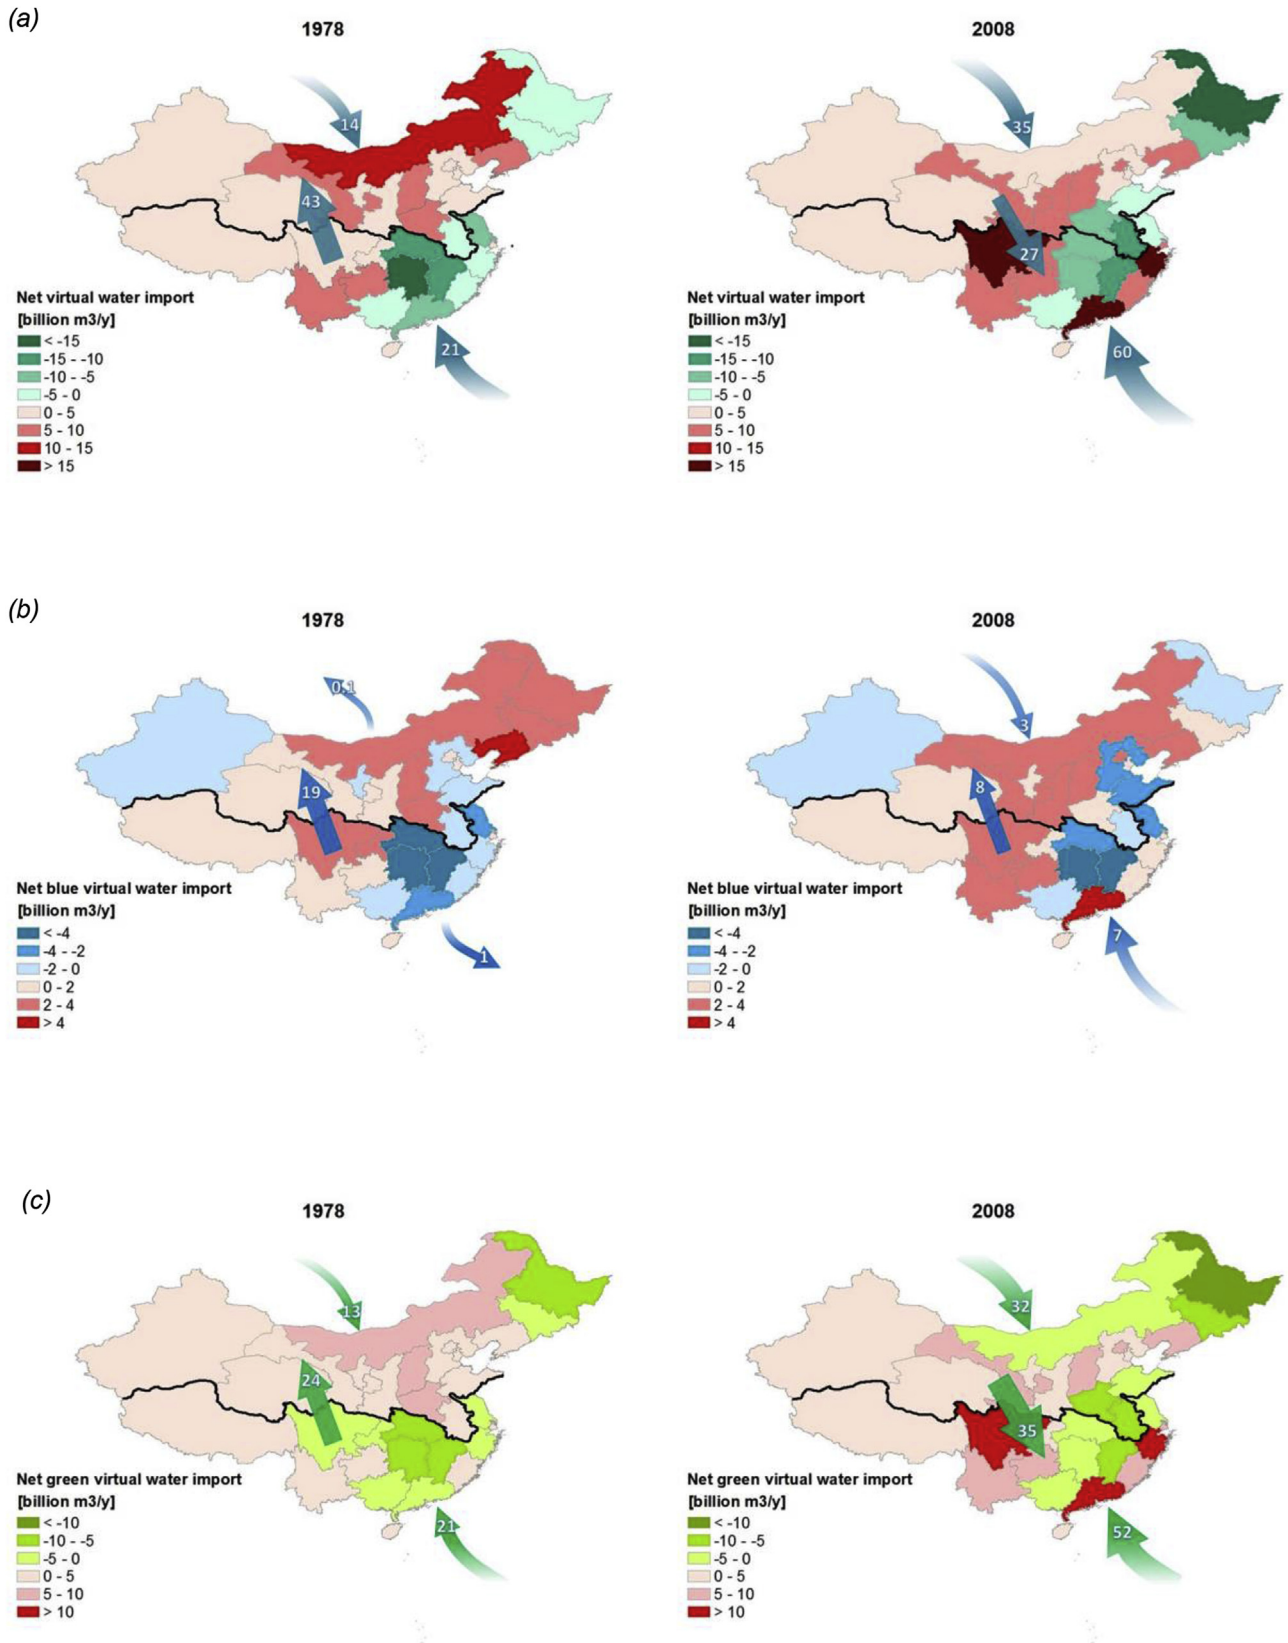 (a)
1978
14
43
21
Net virtual water import
[billion m3/y]
< -15
-15 - -10
-10 - -5
-5 - 0
0 - 5
5 - 10
10 - 15
> 15
2008
35
27
60
Net virtual water import
[billion m3/y]
< -15
-15 - -10
-10 - -5
-5 - 0
0 - 5
5 - 10
10 - 15
> 15
(b)
1978
0.1
19
1
Net blue virtual water import
[billion m3/y]
< -4
-4 - -2
-2 - 0
0 - 2
2 - 4
> 4
2008
3
8
7
Net blue virtual water import
[billion m3/y]
< -4
-4 - -2
-2 - 0
0 - 2
2 - 4
> 4
(c)
1978
13
24
21
Net green virtual water import
[billion m3/y]
< -10
-10 - -5
-5 - 0
0 - 5
5 - 10
> 10
2008
32
35
52
Net green virtual water import
[billion m3/y]
< -10
-10 - -5
-5 - 0
0 - 5
5 - 10
> 10